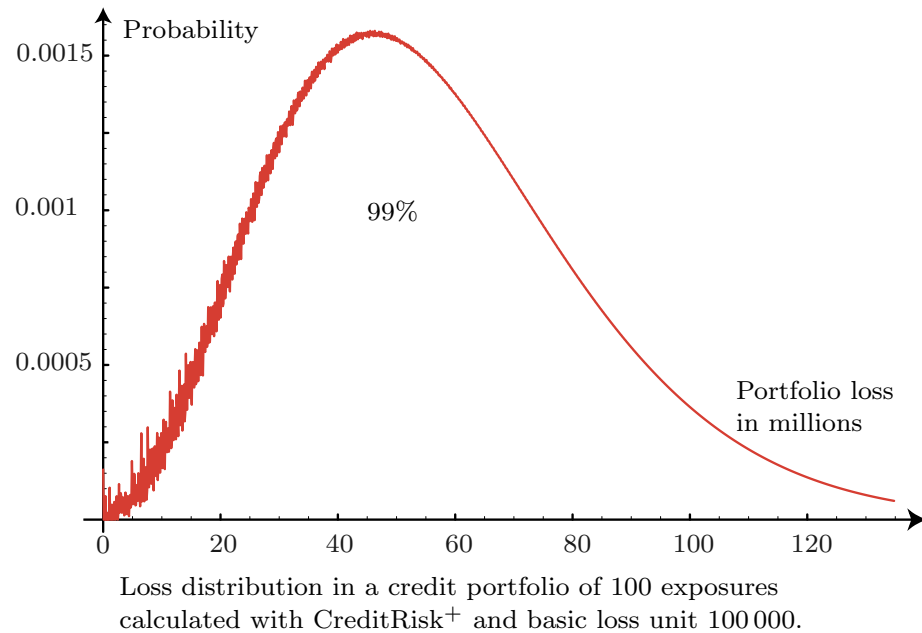 Probability
0.0015
0.001
0.0005
99%
Portfolio loss
in millions
0 20 40 60 80 100 120
Loss distribution in a credit portfolio of 100 exposures
calculated with CreditRisk⁺ and basic loss unit 100 000.